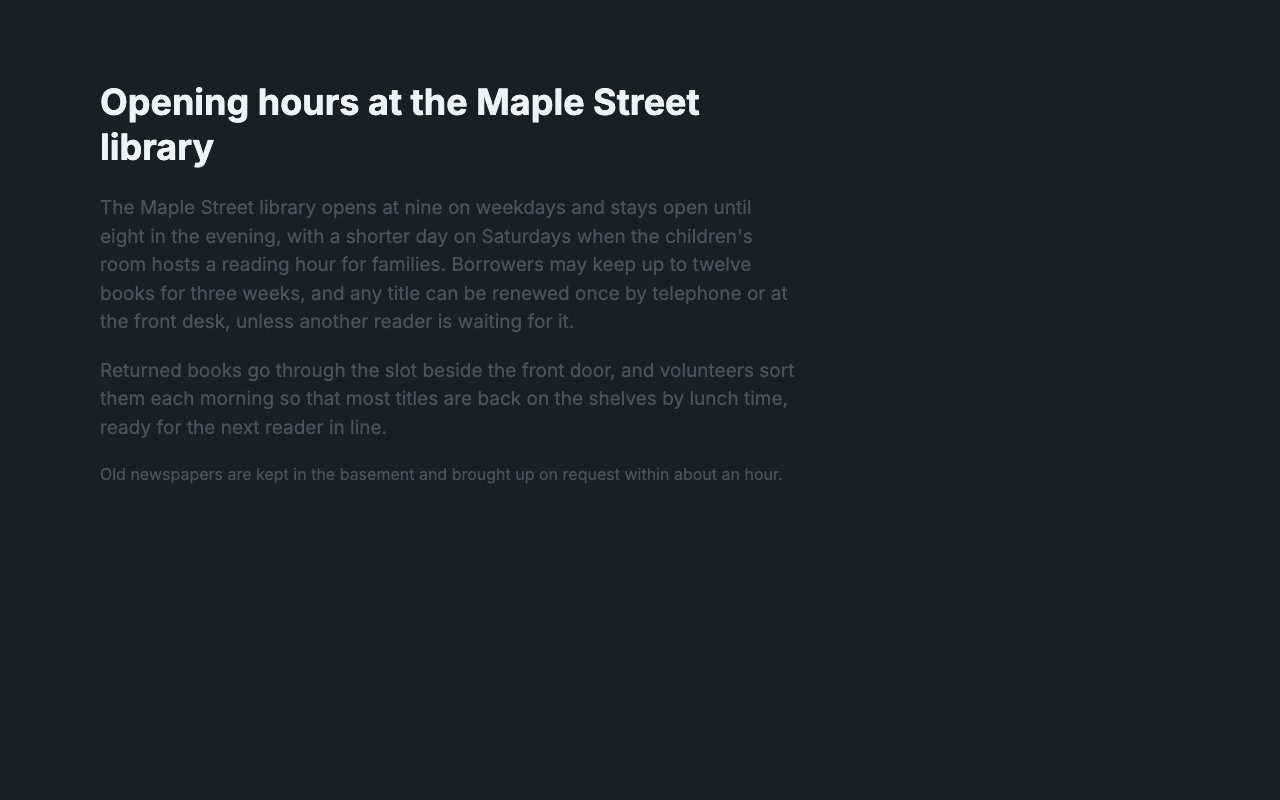 Opening hours at the Maple Street
library
The Maple Street library opens at nine on weekdays and stays open until
eight in the evening, with a shorter day on Saturdays when the children's
room hosts a reading hour for families. Borrowers may keep up to twelve
books for three weeks, and any title can be renewed once by telephone or at
the front desk, unless another reader is waiting for it.
Returned books go through the slot beside the front door, and volunteers sort
them each morning so that most titles are back on the shelves by lunch time,
ready for the next reader in line.
Old newspapers are kept in the basement and brought up on request within about an hour.